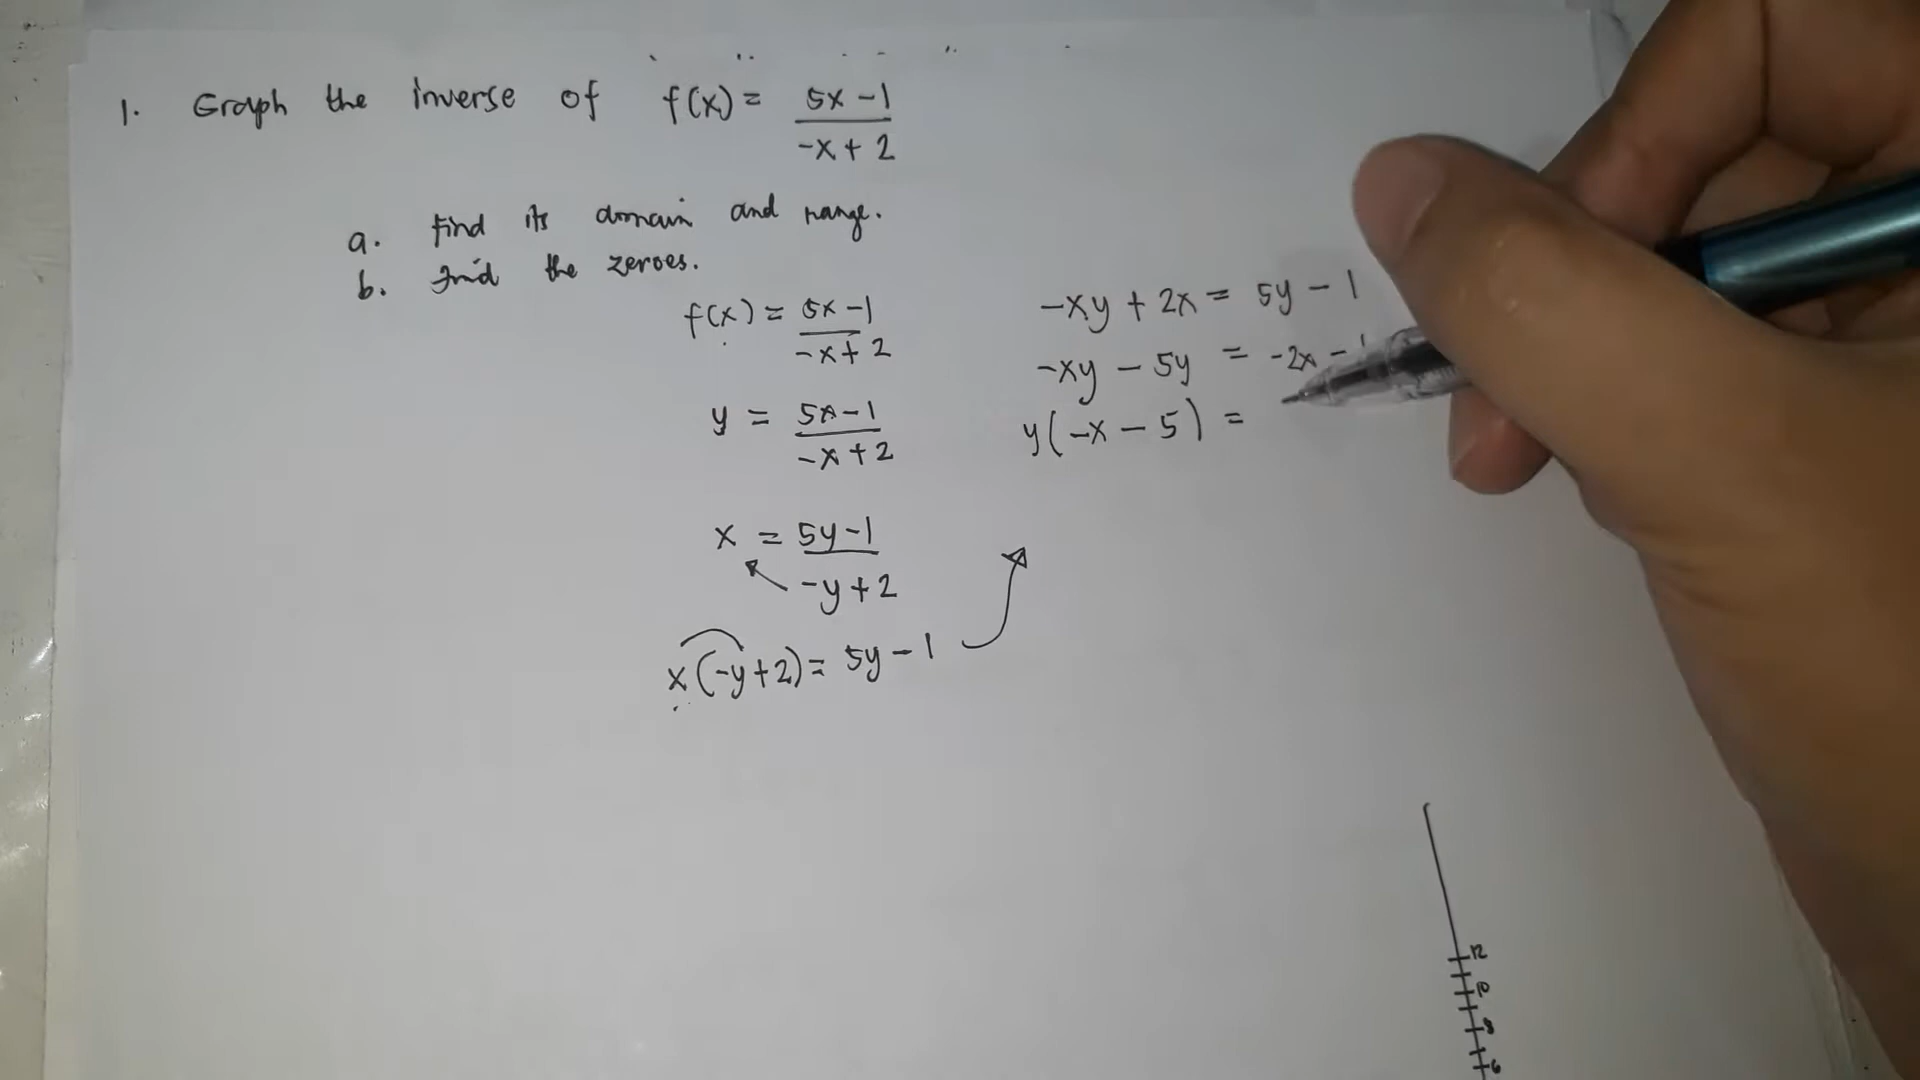 1. Graph the inverse of f(x) = 5x - 1 / -x + 2
a. Find its domain and range.
b. Find the zeroes.
f(x) = 5x - 1 / -x + 2
y = 5x - 1 / -x + 2
x = 5y - 1 / -y + 2
x(-y + 2) = 5y - 1
-xy + 2x = 5y - 1
-xy - 5y = -2x - 1
y(-x - 5) =
12
10
8
6